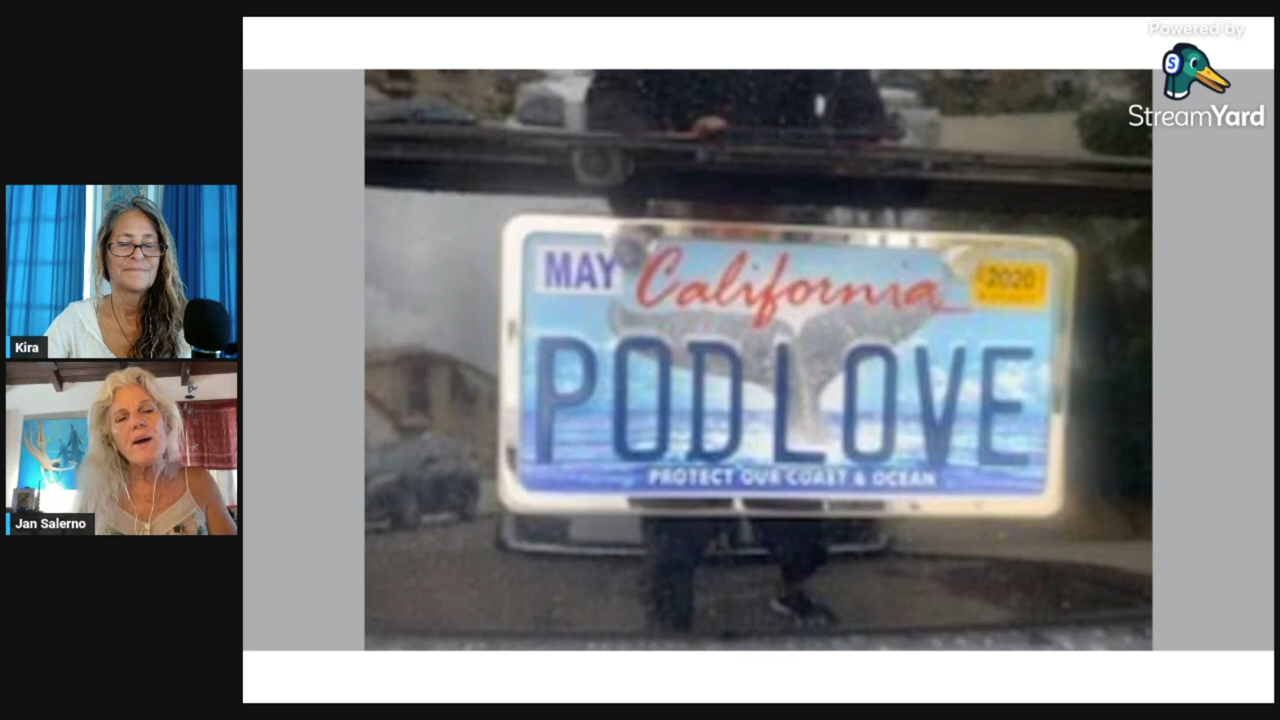 Powered by
StreamYard
MAY California 2020
PODLOVE
PROTECT OUR COAST & OCEAN
Kira
Jan Salerno